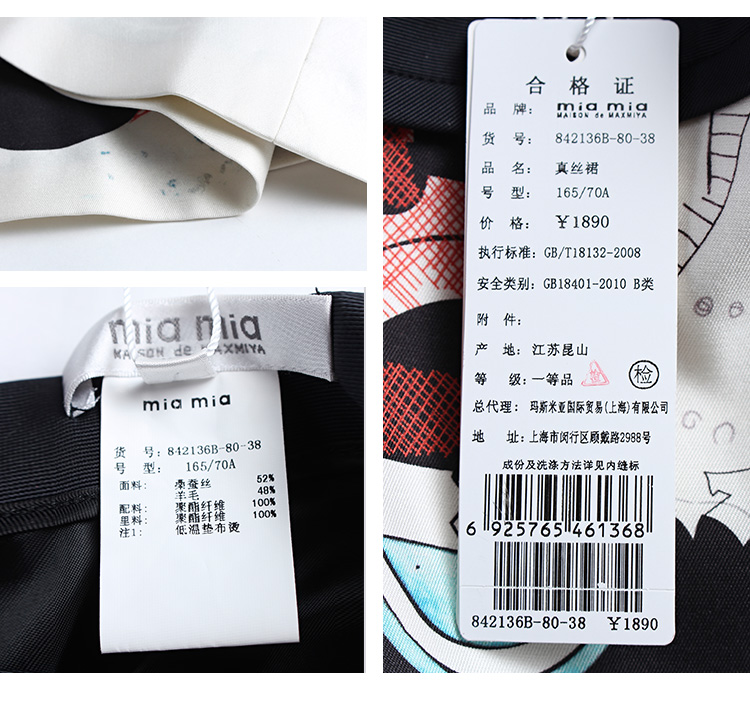 mia mia
MAISON de MAXMIYA
mia mia
货 号: 842136B-80-38
号 型: 165/70A
面料: 桑蚕丝 52%
羊毛 48%
配料: 聚酯纤维 100%
里料: 聚酯纤维 100%
注1: 低温垫布烫
合格证
品 牌: mia mia
MAISON de MAXMIYA
货 号: 842136B-80-38
品 名: 真丝裙
号 型: 165/70A
价 格: ¥1890
执行标准: GB/T18132-2008
安全类别: GB18401-2010 B类
附 件:
产 地: 江苏昆山
等 级: 一等品 检
总代理: 玛斯米亚国际贸易(上海)有限公司
地 址: 上海市闵行区顾戴路2988号
成份及洗涤方法详见内缝标
6 925765 461368
842136B-80-38 ¥1890